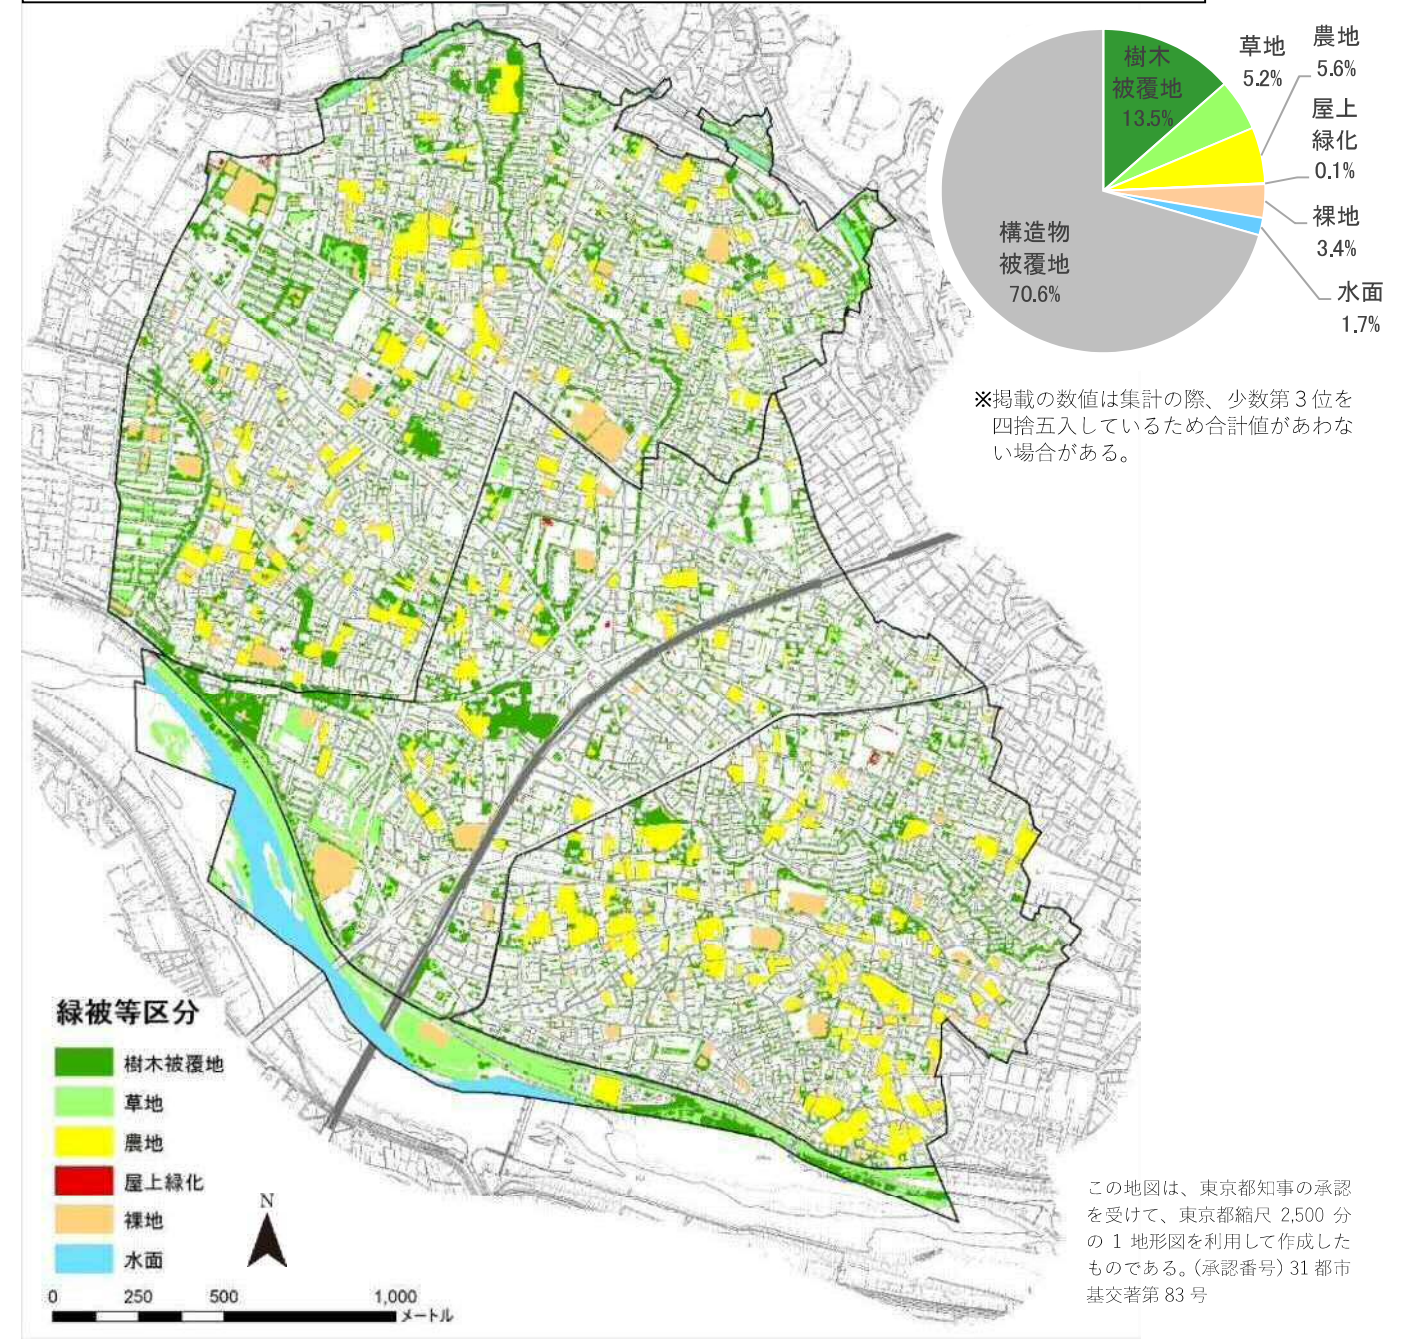 樹木
被覆地
13.5%
草地
5.2%
農地
5.6%
屋上
緑化
0.1%
裸地
3.4%
水面
1.7%
構造物
被覆地
70.6%
※掲載の数値は集計の際、少数第３位を
四捨五入しているため合計値があわな
い場合がある。
緑被等区分
樹木被覆地
草地
農地
屋上緑化
裸地
水面
N
0 250 500 1,000
メートル
この地図は、東京都知事の承認
を受けて、東京都縮尺 2,500 分
の 1 地形図を利用して作成した
ものである。（承認番号）31 都市
基交著第 83 号